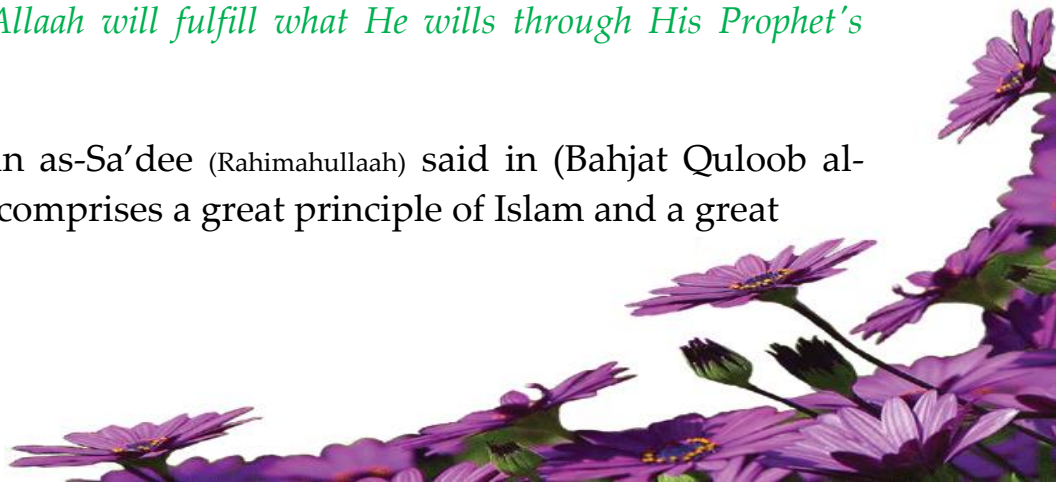 Allaah will fulfill what He wills through His Prophet's
in as-Sa’dee (Rahimahullaah) said in (Bahjat Quloob al-
comprises a great principle of Islam and a great